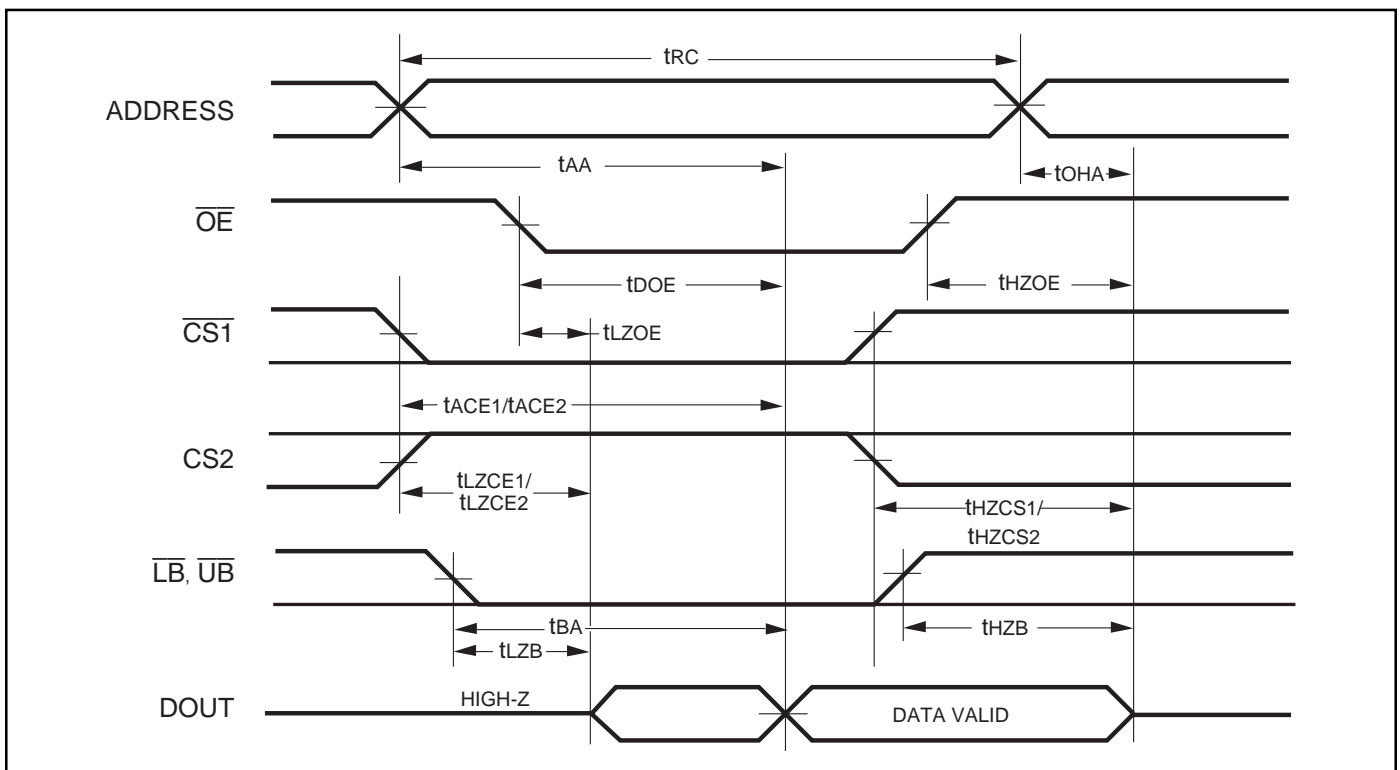 tRC
ADDRESS
tAA
tOHA
OE
tDOE
tHZOE
CS1
tLZOE
tACE1/tACE2
CS2
tLZCE1/
tLZCE2
tHZCS1/
tHZCS2
LB, UB
tBA
tHZB
tLZB
HIGH-Z
DOUT
DATA VALID